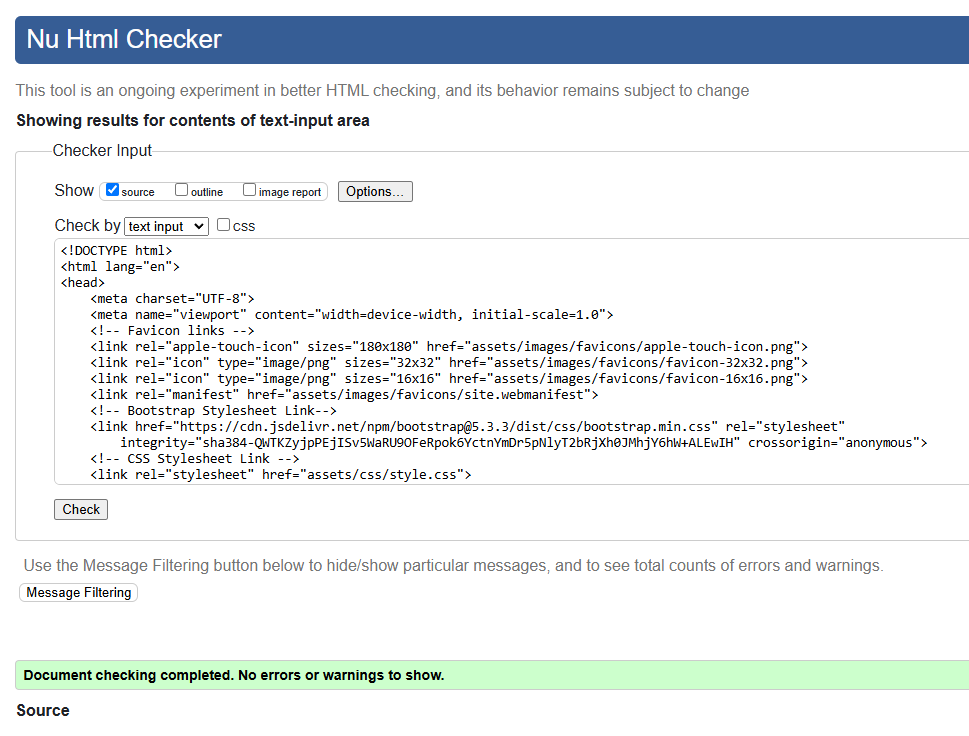 Nu Html Checker
This tool is an ongoing experiment in better HTML checking, and its behavior remains subject to change
Showing results for contents of text-input area
Checker Input
Show source outline image report Options...
Check by text input css
<!DOCTYPE html>
<html lang="en">
<head>
    <meta charset="UTF-8">
    <meta name="viewport" content="width=device-width, initial-scale=1.0">
    <!-- Favicon links -->
    <link rel="apple-touch-icon" sizes="180x180" href="assets/images/favicons/apple-touch-icon.png">
    <link rel="icon" type="image/png" sizes="32x32" href="assets/images/favicons/favicon-32x32.png">
    <link rel="icon" type="image/png" sizes="16x16" href="assets/images/favicons/favicon-16x16.png">
    <link rel="manifest" href="assets/images/favicons/site.webmanifest">
    <!-- Bootstrap Stylesheet Link-->
    <link href="https://cdn.jsdelivr.net/npm/bootstrap@5.3.3/dist/css/bootstrap.min.css" rel="stylesheet"
        integrity="sha384-QWTKZyjpPEjISv5WaRU9OFeRpok6YctnYmDr5pNlyT2bRjXh0JMhjY6hW+ALEwIH" crossorigin="anonymous">
    <!-- CSS Stylesheet Link -->
    <link rel="stylesheet" href="assets/css/style.css">
Check
Use the Message Filtering button below to hide/show particular messages, and to see total counts of errors and warnings.
Message Filtering
Document checking completed. No errors or warnings to show.
Source